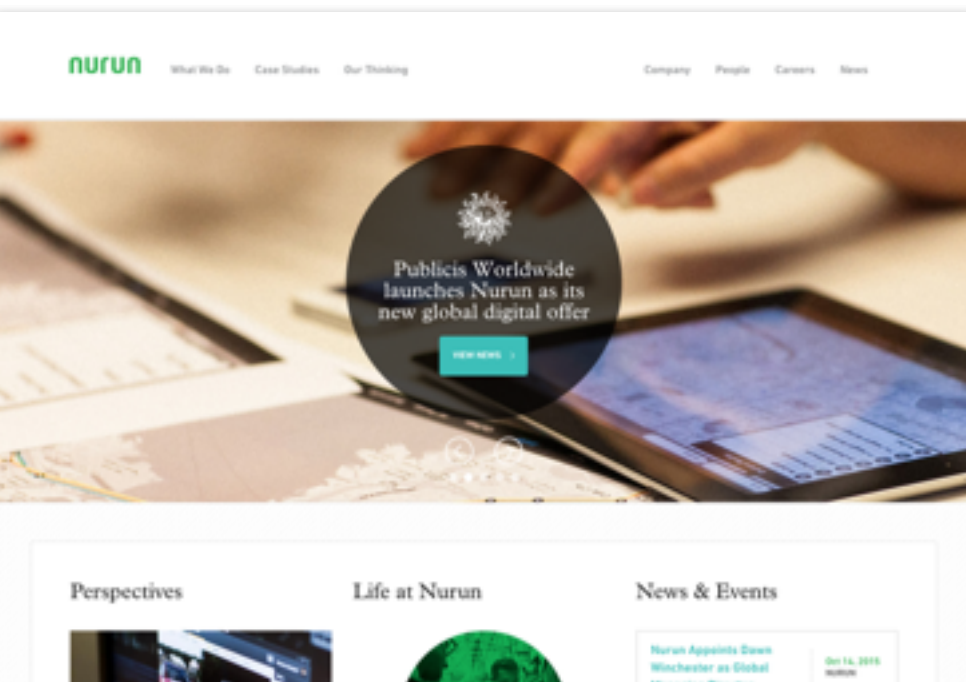 nurun
What We Do Case Studies Our Thinking
Company People Careers News
Publicis Worldwide
launches Nurun as its
new global digital offer
VIEW NEWS
Perspectives
Life at Nurun
News & Events
Nurun Appoints Dawn
Winchester as Global
Oct 14, 2015
NURUN